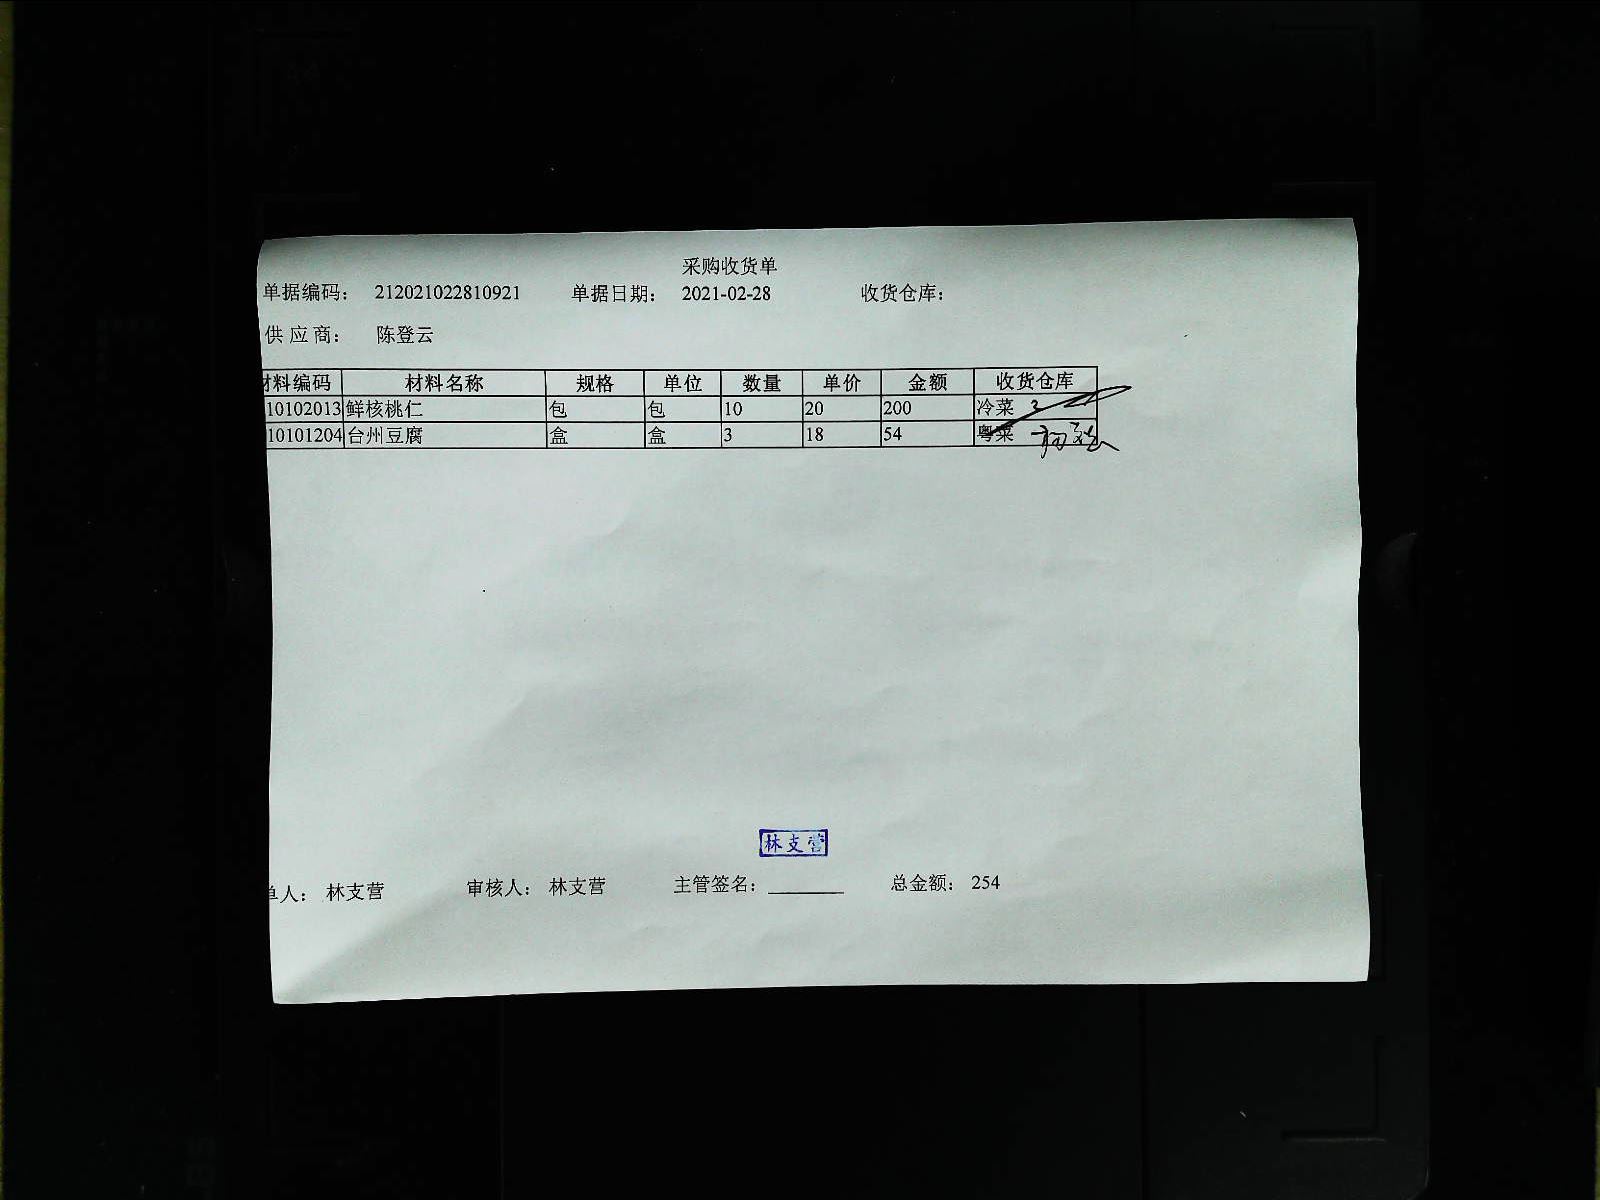 采购收货单
单据编码： 212021022810921 单据日期： 2021-02-28 收货仓库：
供 应 商： 陈登云
材料编码 材料名称 规格 单位 数量 单价 金额 收货仓库
10102013 鲜核桃仁 包 包 10 20 200 冷菜
10101204 台州豆腐 盒 盒 3 18 54 粤菜
林支营
单人： 林支营 审核人： 林支营 主管签名： 总金额： 254